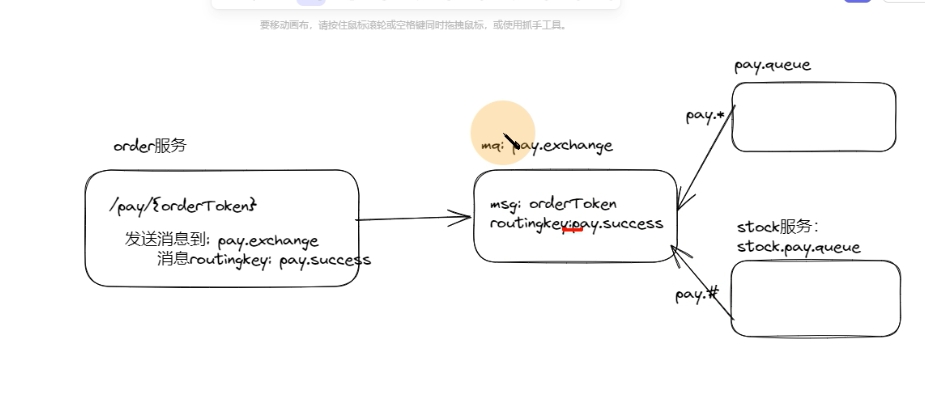 要移动画布，请按住鼠标滚轮或空格键同时拖拽鼠标，或使用抓手工具。
pay.queue
pay.*
order服务
mq: pay.exchange
/pay/{orderToken}
发送消息到: pay.exchange
消息routingkey: pay.success
msg: orderToken
routingkey:pay.success
stock服务:
stock.pay.queue
pay.#